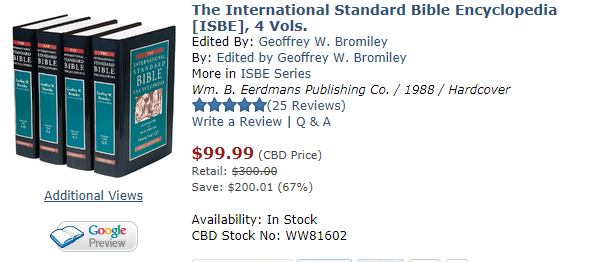 The International Standard Bible Encyclopedia
[ISBE], 4 Vols.
Edited By: Geoffrey W. Bromiley
By: Edited by Geoffrey W. Bromiley
More in ISBE Series
Wm. B. Eerdmans Publishing Co. / 1988 / Hardcover
(25 Reviews)
Write a Review | Q & A
$99.99 (CBD Price)
Retail: $300.00
Save: $200.01 (67%)
Availability: In Stock
CBD Stock No: WW81602
THE
INTERNATIONAL
STANDARD
BIBLE
ENCYCLOPEDIA
Additional Views
Google
Preview